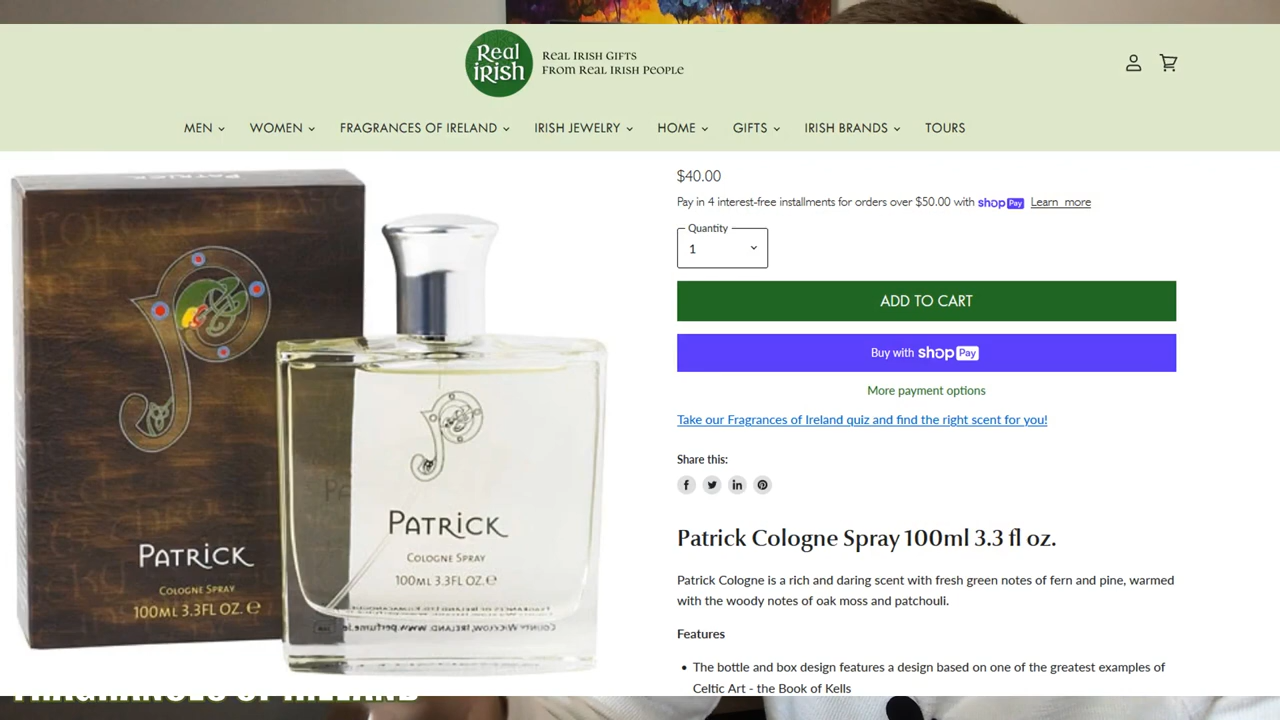 Real
irish
Real Irish Gifts
From Real Irish People
MEN
WOMEN
FRAGRANCES OF IRELAND
IRISH JEWELRY
HOME
GIFTS
IRISH BRANDS
TOURS
$40.00
Pay in 4 interest-free installments for orders over $50.00 with shop Pay Learn more
Quantity
1
ADD TO CART
Buy with shop Pay
More payment options
Take our Fragrances of Ireland quiz and find the right scent for you!
Share this:
Patrick Cologne Spray 100ml 3.3 fl oz.
Patrick Cologne is a rich and daring scent with fresh green notes of fern and pine, warmed
with the woody notes of oak moss and patchouli.
Features
• The bottle and box design features a design based on one of the greatest examples of
Celtic Art - the Book of Kells
PATRICK
PATRICK
COLOGNE SPRAY
100ML 3.3FL OZ. ℮
PATRICK
COLOGNE SPRAY
100ML 3.3FL OZ. ℮
FRAGRANCES OF IRELAND